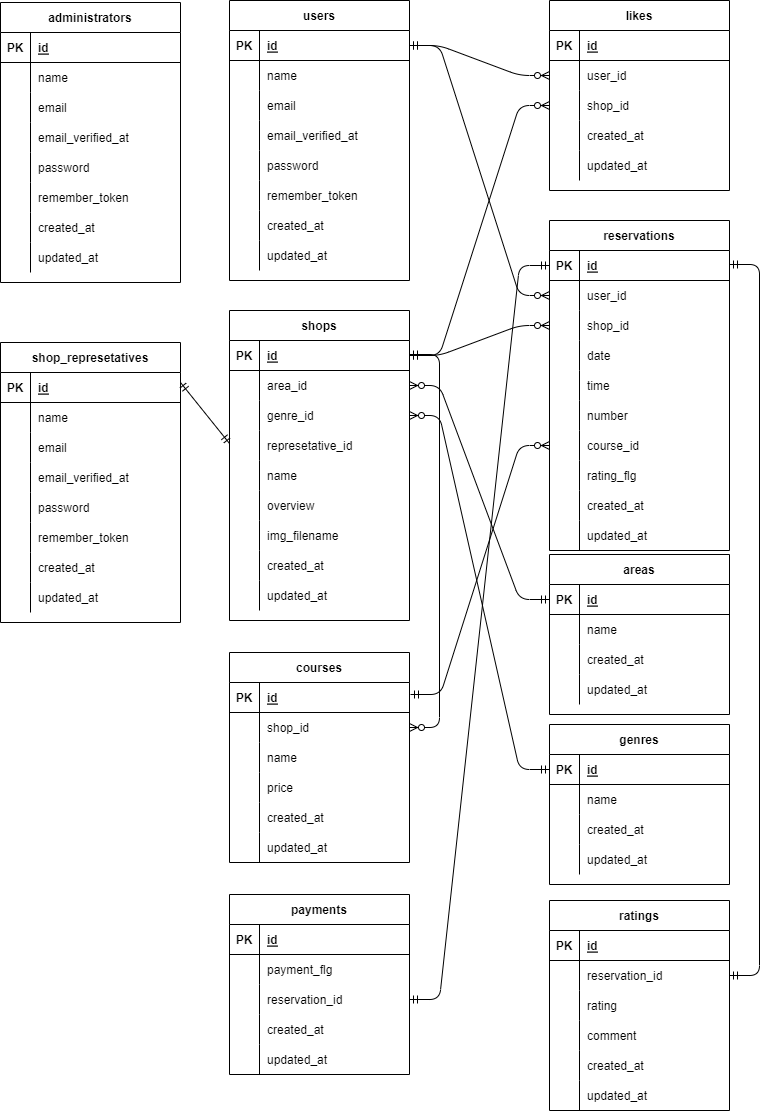 administrators
PK id
name
email
email_verified_at
password
remember_token
created_at
updated_at
users
PK id
name
email
email_verified_at
password
remember_token
created_at
updated_at
likes
PK id
user_id
shop_id
created_at
updated_at
reservations
PK id
user_id
shop_id
date
time
number
course_id
rating_flg
created_at
updated_at
shop_represetatives
PK id
name
email
email_verified_at
password
remember_token
created_at
updated_at
shops
PK id
area_id
genre_id
represetative_id
name
overview
img_filename
created_at
updated_at
areas
PK id
name
created_at
updated_at
courses
PK id
shop_id
name
price
created_at
updated_at
genres
PK id
name
created_at
updated_at
payments
PK id
payment_flg
reservation_id
created_at
updated_at
ratings
PK id
reservation_id
rating
comment
created_at
updated_at